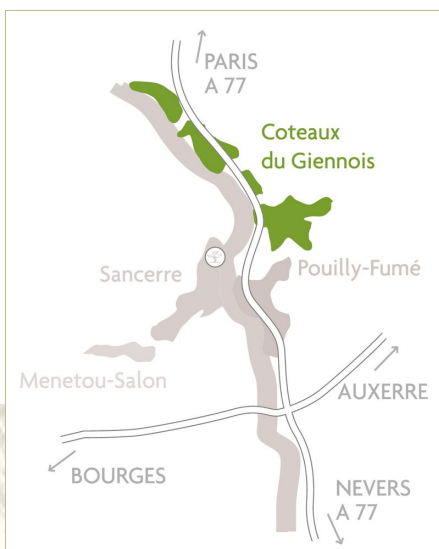 PARIS
A 77
Coteaux
du Giennois
Sancerre
Pouilly-Fumé
Menetou-Salon
AUXERRE
BOURGES
NEVERS
A 77